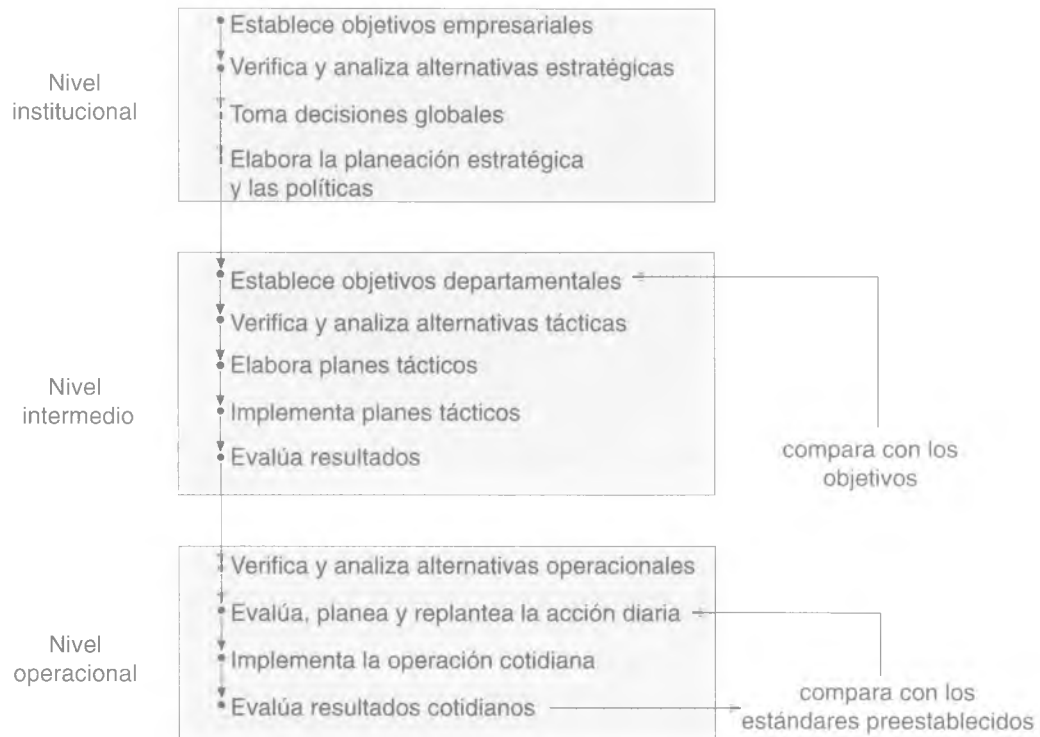 Establece objetivos empresariales
Verifica y analiza alternativas estratégicas
Nivel
institucional
Toma decisiones globales
Elabora la planeación estratégica
y las políticas
Establece objetivos departamentales
Verifica y analiza alternativas tácticas
Elabora planes tácticos
Nivel
intermedio
Implementa planes tácticos
Evalúa resultados
compara con los
objetivos
Verifica y analiza alternativas operacionales
Evalúa, planea y replantea la acción diaria
Nivel
operacional
Implementa la operación cotidiana
Evalúa resultados cotidianos
compara con los
estándares preestablecidos